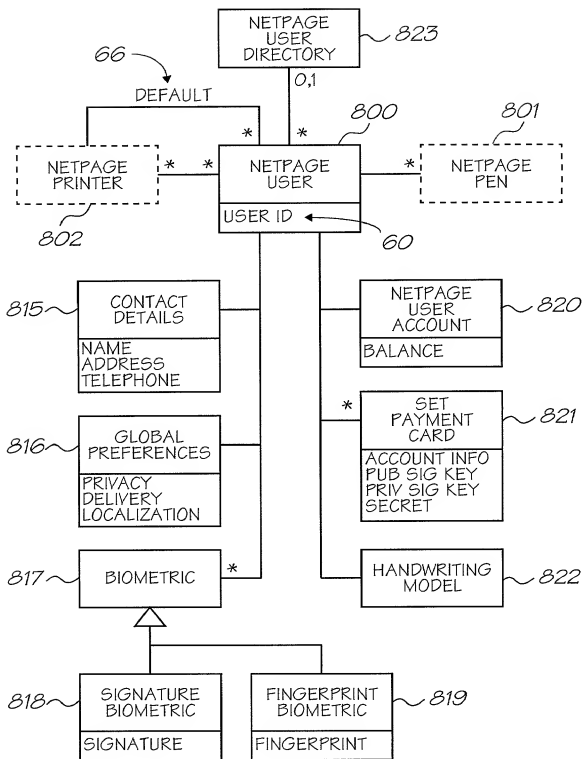 NETPAGE
USER
DIRECTORY
823
66
0,1
DEFAULT
800
801
*
*
NETPAGE
PRINTER
*
*
NETPAGE
USER
*
NETPAGE
PEN
USER ID
802
60
815
CONTACT
DETAILS
NAME
ADDRESS
TELEPHONE
NETPAGE
USER
ACCOUNT
820
BALANCE
816
GLOBAL
PREFERENCES
PRIVACY
DELIVERY
LOCALIZATION
*
SET
PAYMENT
CARD
821
ACCOUNT INFO
PUB SIG KEY
PRIV SIG KEY
SECRET
817
BIOMETRIC
*
HANDWRITING
MODEL
822
818
SIGNATURE
BIOMETRIC
SIGNATURE
FINGERPRINT
BIOMETRIC
819
FINGERPRINT